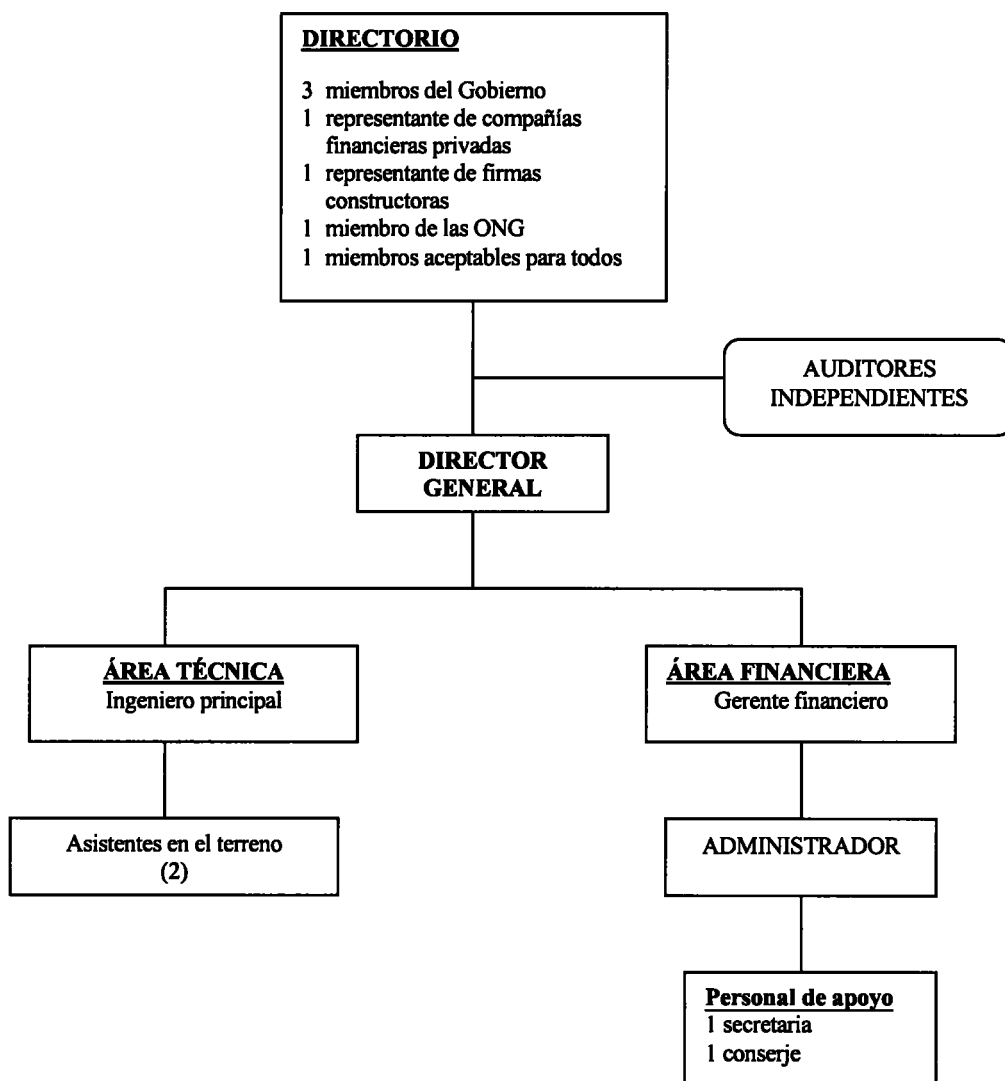 DIRECTORIO
3 miembros del Gobierno
1 representante de compañías
financieras privadas
1 representante de firmas
constructoras
1 miembro de las ONG
1 miembros aceptables para todos
AUDITORES
INDEPENDIENTES
DIRECTOR
GENERAL
ÁREA TÉCNICA
Ingeniero principal
ÁREA FINANCIERA
Gerente financiero
Asistentes en el terreno
(2)
ADMINISTRADOR
Personal de apoyo
1 secretaria
1 conserje